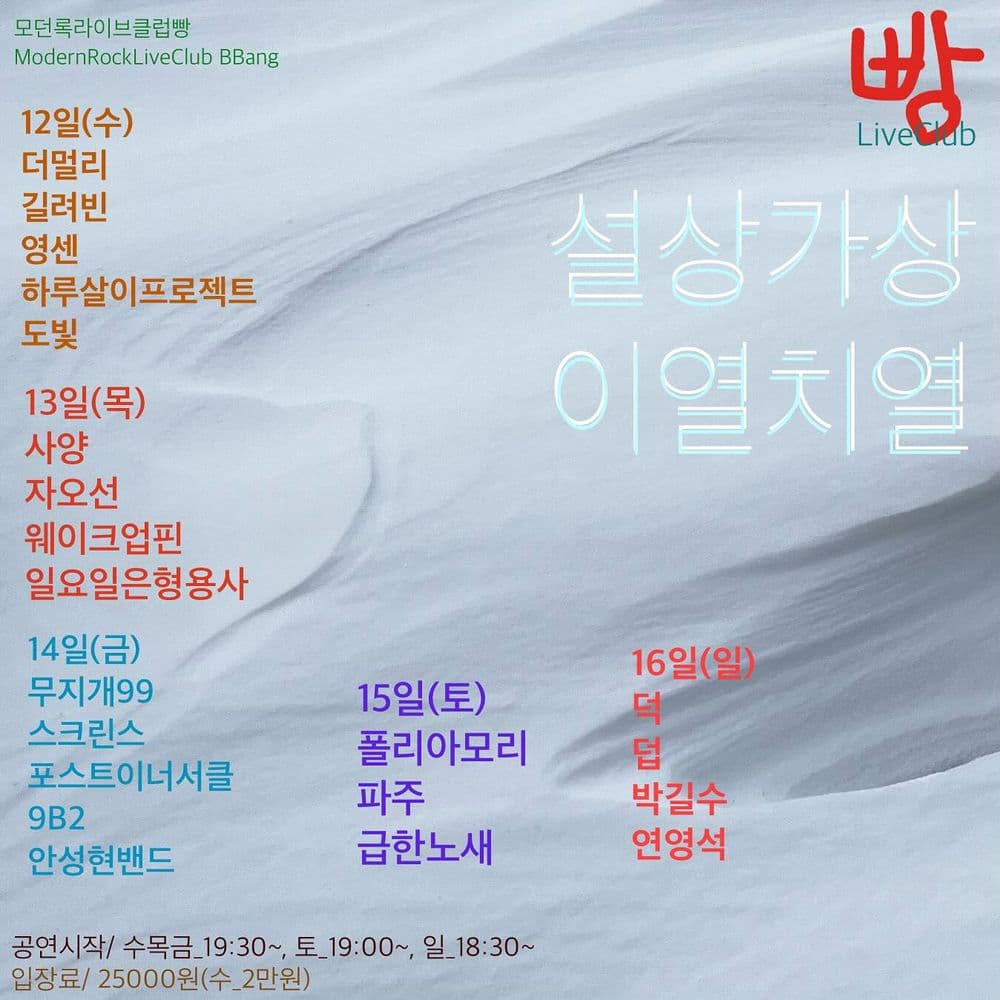 모던록라이브클럽빵
ModernRockLiveClub BBang
빵
LiveClub
설상가상
이열치열
12일(수)
더멀리
길려빈
영센
하루살이프로젝트
도빛
13일(목)
사양
자오선
웨이크업핀
일요일은형용사
14일(금)
무지개99
스크린스
포스트이너서클
9B2
안성현밴드
15일(토)
폴리아모리
파주
급한노새
16일(일)
덕
덥
박길수
연영석
공연시작/ 수목금_19:30~, 토_19:00~, 일_18:30~
입장료/ 25000원(수_2만원)